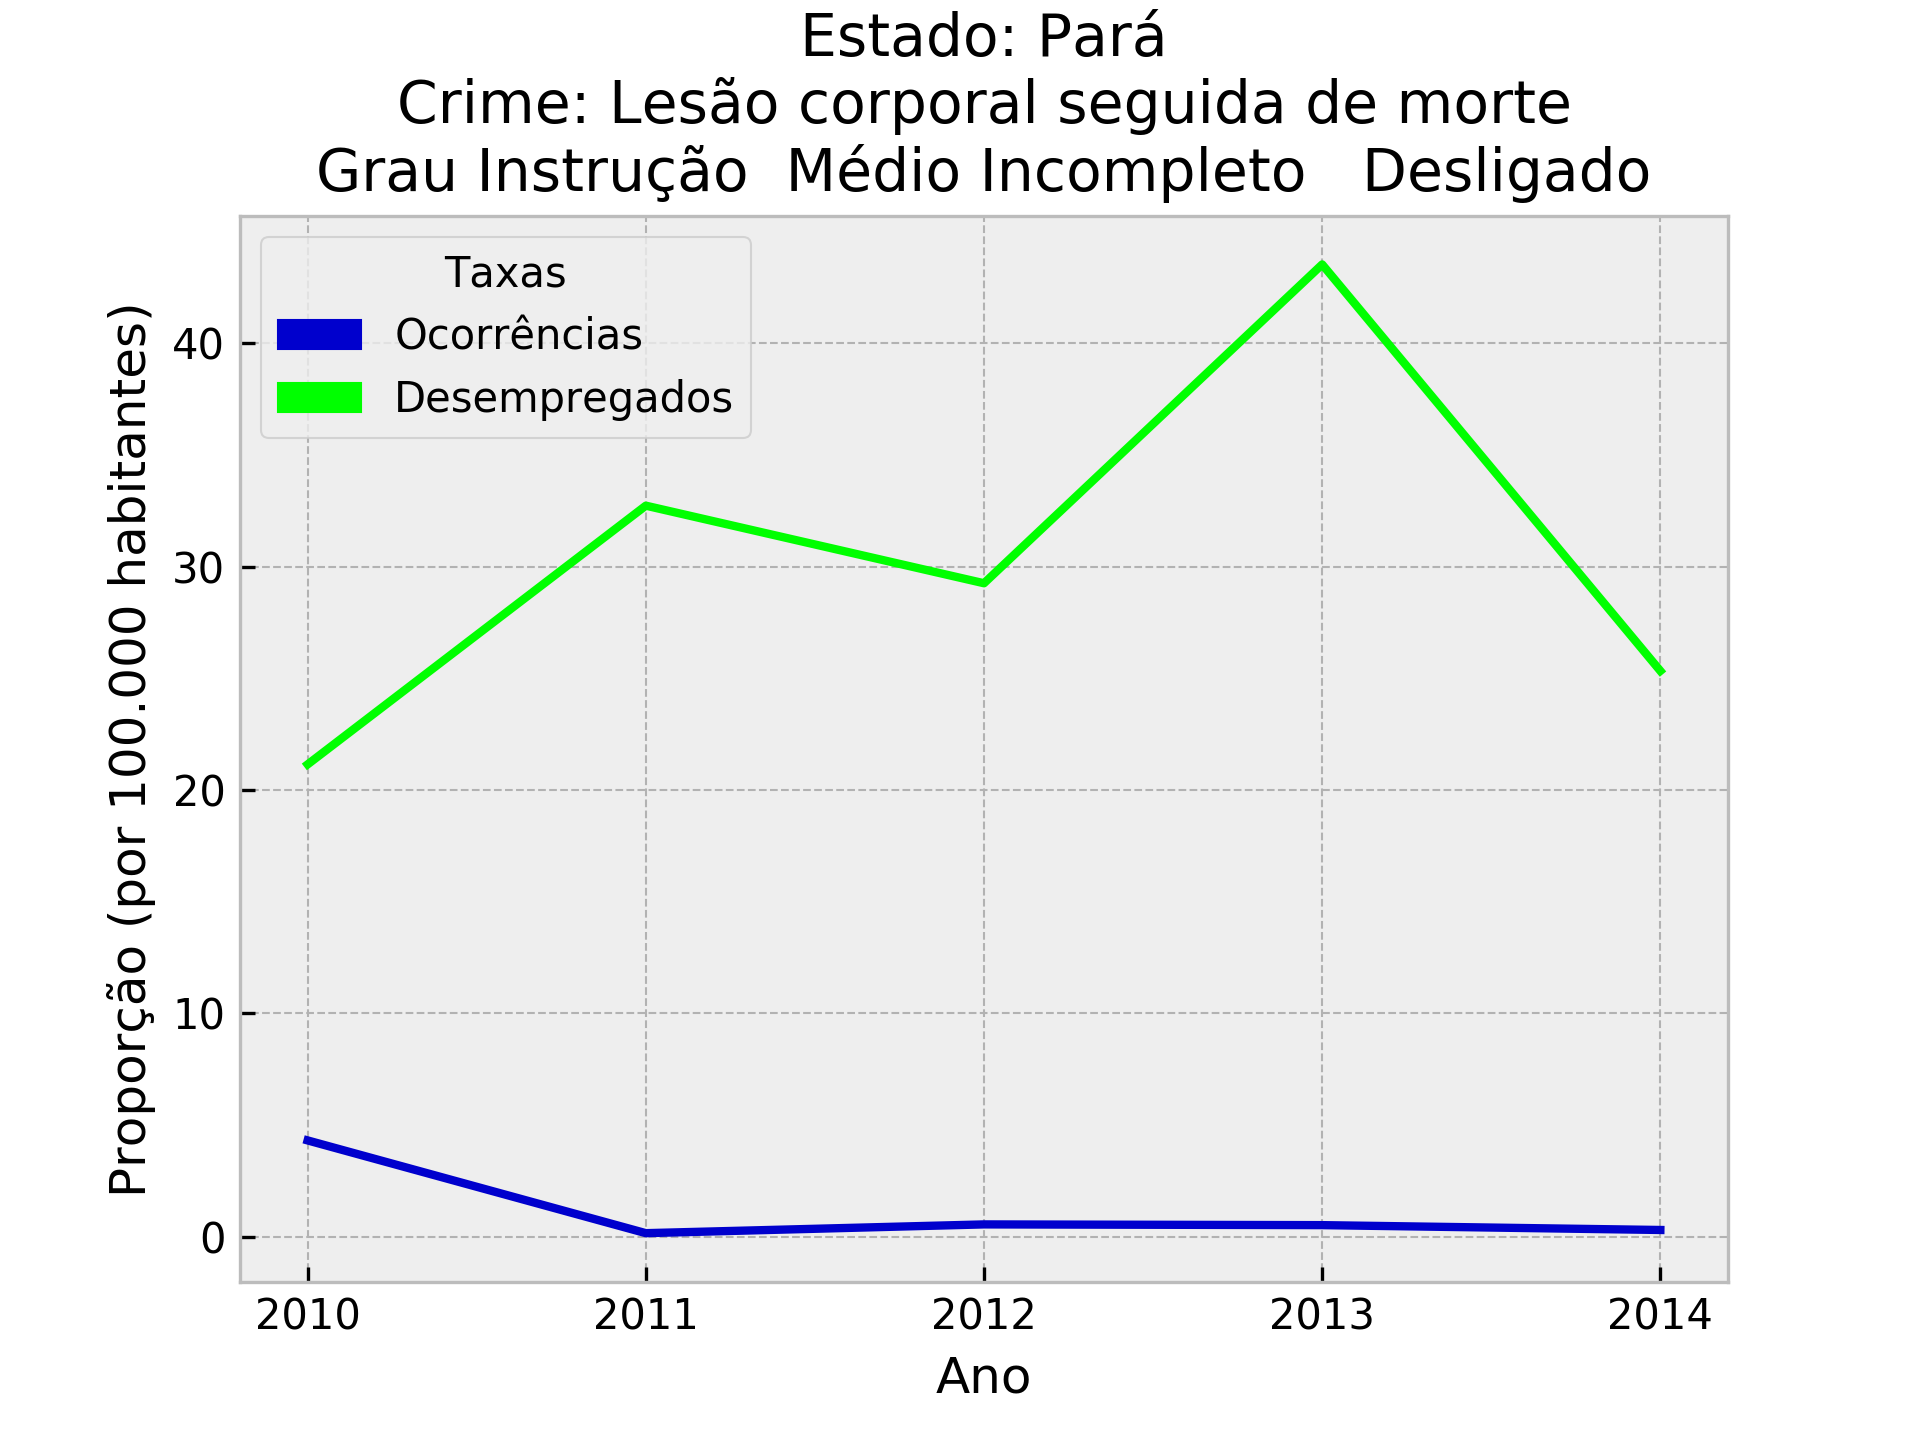 Estado: Pará
Crime: Lesão corporal seguida de morte
Grau Instrução  Médio Incompleto   Desligado
Taxas
Ocorrências
Desempregados
Proporção (por 100.000 habitantes)
40
30
20
10
0
2010 2011 2012 2013 2014
Ano